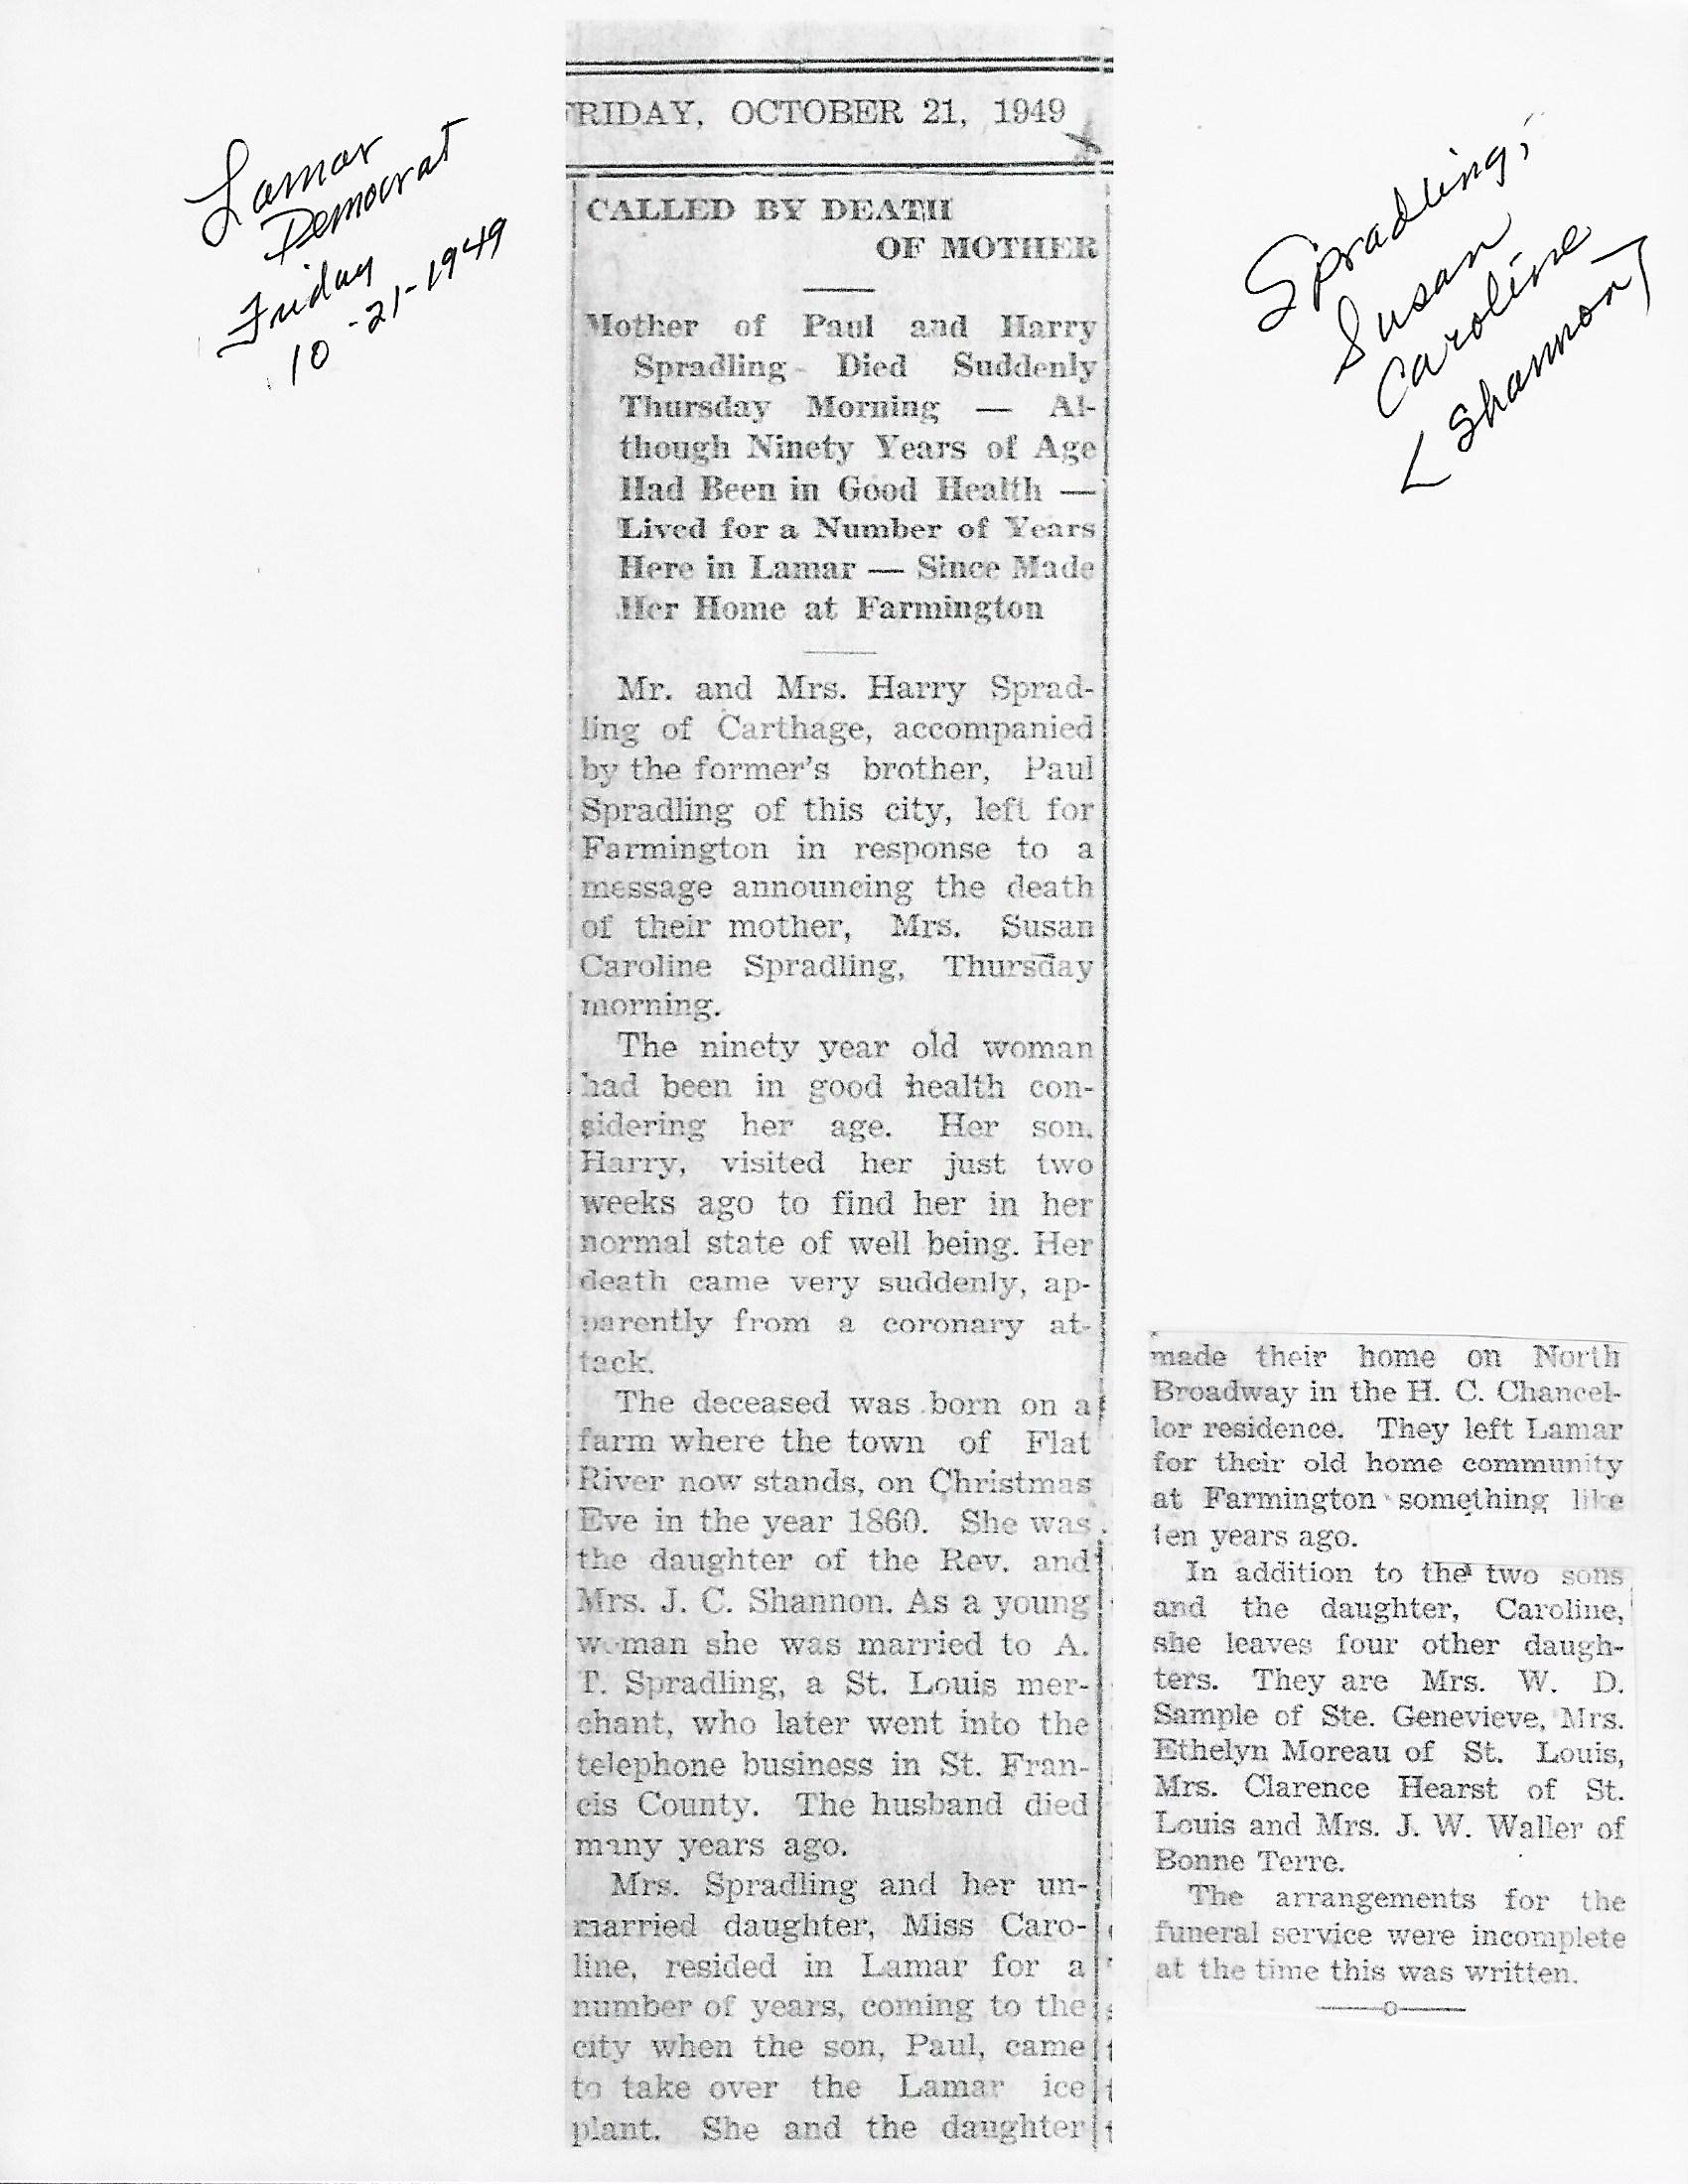 Lamar
Democrat
Friday
10-21-1949
Spradling,
Susan
Caroline
[Shannon]
FRIDAY, OCTOBER 21, 1949
CALLED BY DEATH
OF MOTHER
Mother of Paul and Harry
Spradling - Died Suddenly
Thursday Morning — Al-
though Ninety Years of Age
Had Been in Good Health —
Lived for a Number of Years
Here in Lamar — Since Made
Her Home at Farmington
Mr. and Mrs. Harry Sprad-
ling of Carthage, accompanied
by the former's brother, Paul
Spradling of this city, left for
Farmington in response to a
message announcing the death
of their mother, Mrs. Susan
Caroline Spradling, Thursday
morning.
The ninety year old woman
had been in good health con-
sidering her age. Her son,
Harry, visited her just two
weeks ago to find her in her
normal state of well being. Her
death came very suddenly, ap-
parently from a coronary at-
tack.
The deceased was born on a
farm where the town of Flat
River now stands, on Christmas
Eve in the year 1860. She was
the daughter of the Rev. and
Mrs. J. C. Shannon. As a young
woman she was married to A.
T. Spradling, a St. Louis mer-
chant, who later went into the
telephone business in St. Fran-
cis County. The husband died
many years ago.
Mrs. Spradling and her un-
married daughter, Miss Caro-
line, resided in Lamar for a
number of years, coming to the
city when the son, Paul, came
to take over the Lamar ice
plant. She and the daughter
made their home on North
Broadway in the H. C. Chancel-
lor residence. They left Lamar
for their old home community
at Farmington something like
ten years ago.
In addition to the two sons
and the daughter, Caroline,
she leaves four other daugh-
ters. They are Mrs. W. D.
Sample of Ste. Genevieve, Mrs.
Ethelyn Moreau of St. Louis,
Mrs. Clarence Hearst of St.
Louis and Mrs. J. W. Waller of
Bonne Terre.
The arrangements for the
funeral service were incomplete
at the time this was written.
——o——